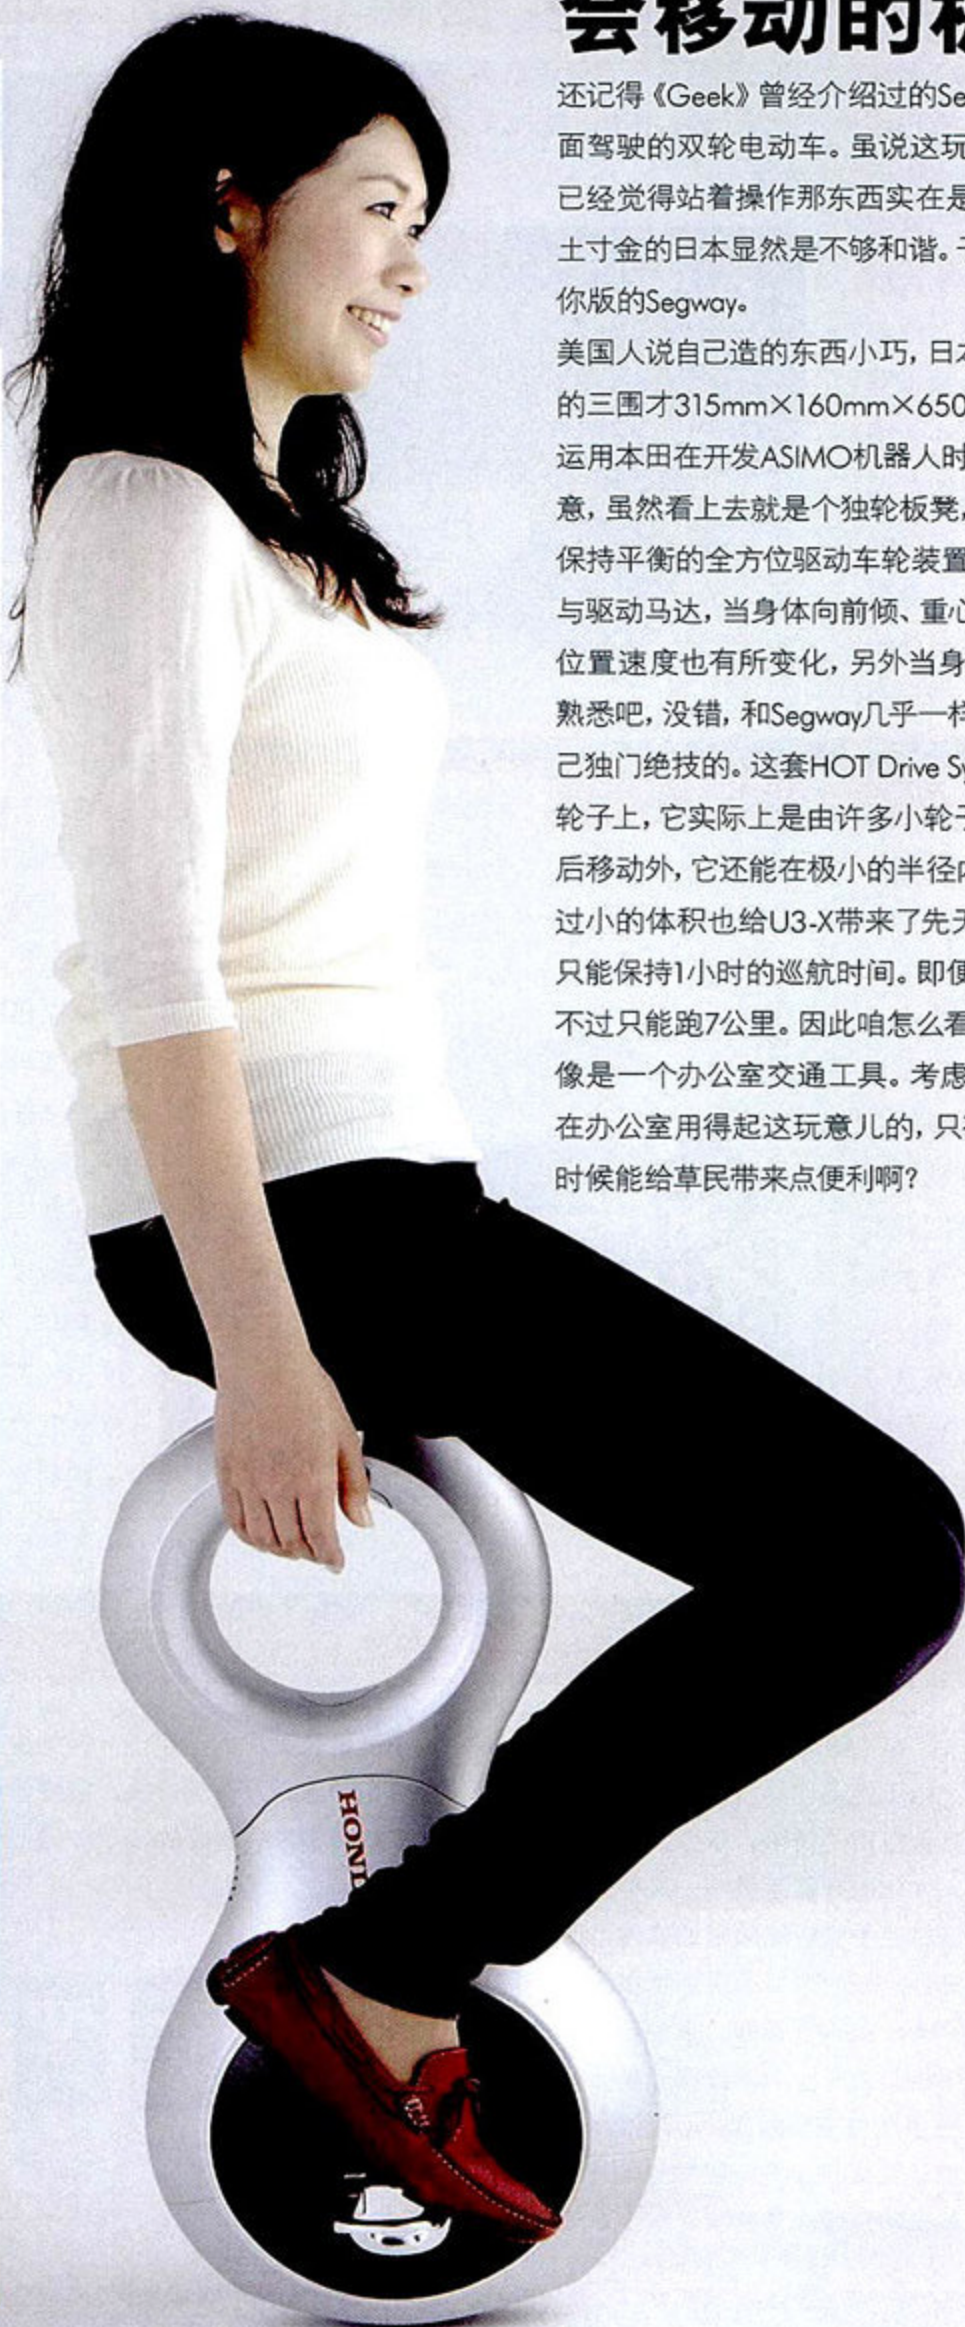 会移动的板
还记得《Geek》曾经介绍过的Se
面驾驶的双轮电动车。虽说这玩
已经觉得站着操作那东西实在是
土寸金的日本显然是不够和谐。于
你版的Segway。
美国人说自己造的东西小巧，日本
的三围才315mm×160mm×650
运用本田在开发ASIMO机器人时
意，虽然看上去就是个独轮板凳，
保持平衡的全方位驱动车轮装置
与驱动马达，当身体向前倾、重心
位置速度也有所变化，另外当身
熟悉吧，没错，和Segway几乎一样
己独门绝技的。这套HOT Drive Sy
轮子上，它实际上是由许多小轮子
后移动外，它还能在极小的半径内
过小的体积也给U3-X带来了先天
只能保持1小时的巡航时间。即便
不过只能跑7公里。因此咱怎么看
像是一个办公室交通工具。考虑
在办公室用得起这玩意儿的，只有
时候能给草民带来点便利啊？
HON